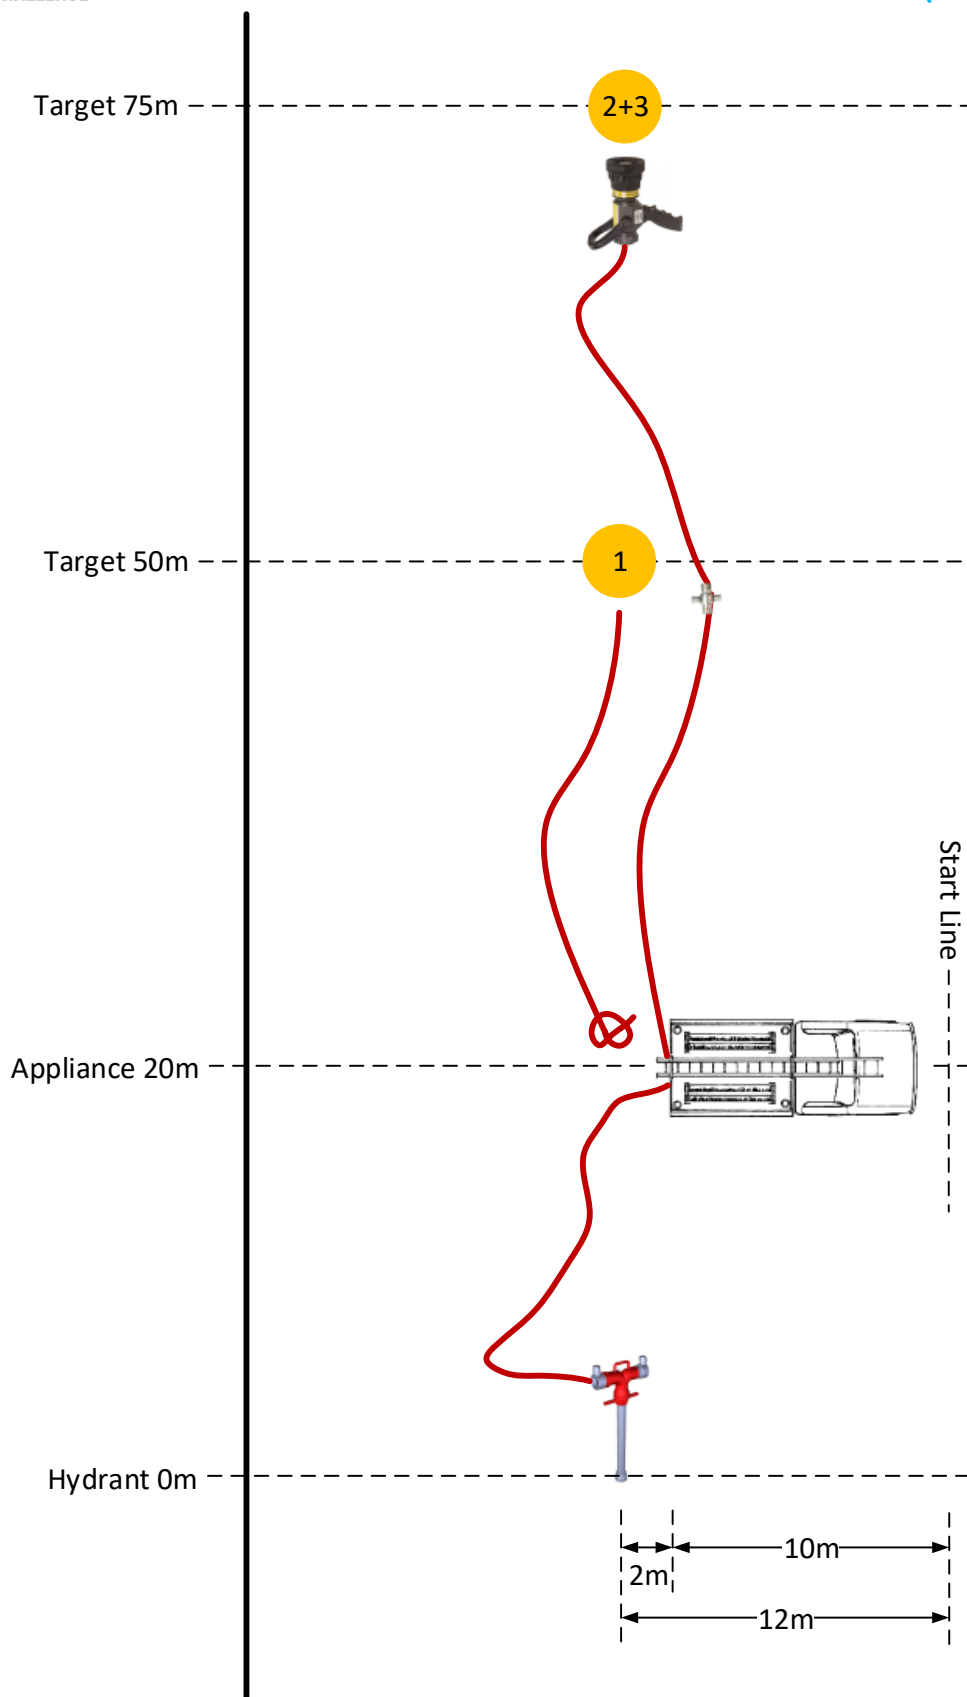 Target 75m
2+3
Target 50m
1
Start Line
Appliance 20m
Hydrant 0m
10m
2m
12m